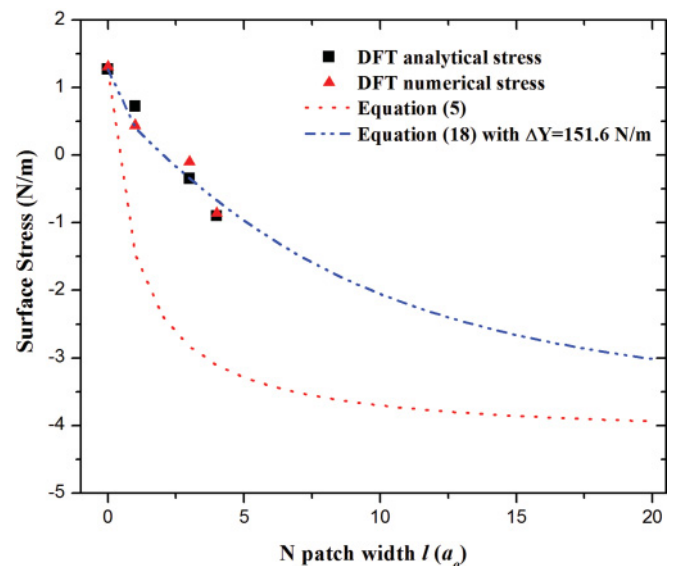 2
1
0
-1
-2
-3
-4
-5
Surface Stress (N/m)
DFT analytical stress
DFT numerical stress
Equation (5)
Equation (18) with ΔY=151.6 N/m
0 5 10 15 20
N patch width l (a₀)